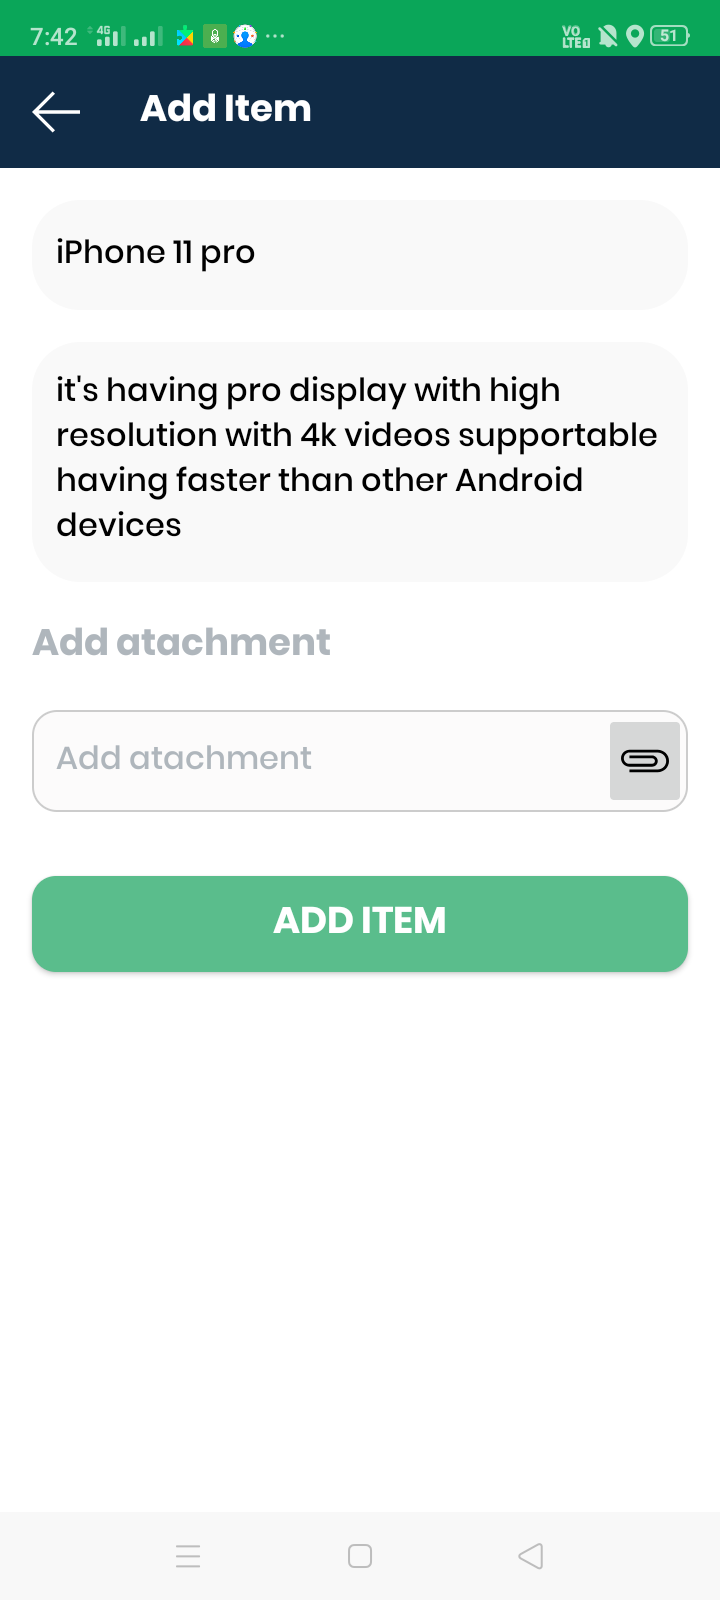 7:42 4G VO LTE 51
Add Item
iPhone 11 pro
it's having pro display with high
resolution with 4k videos supportable
having faster than other Android
devices
Add atachment
Add atachment
ADD ITEM